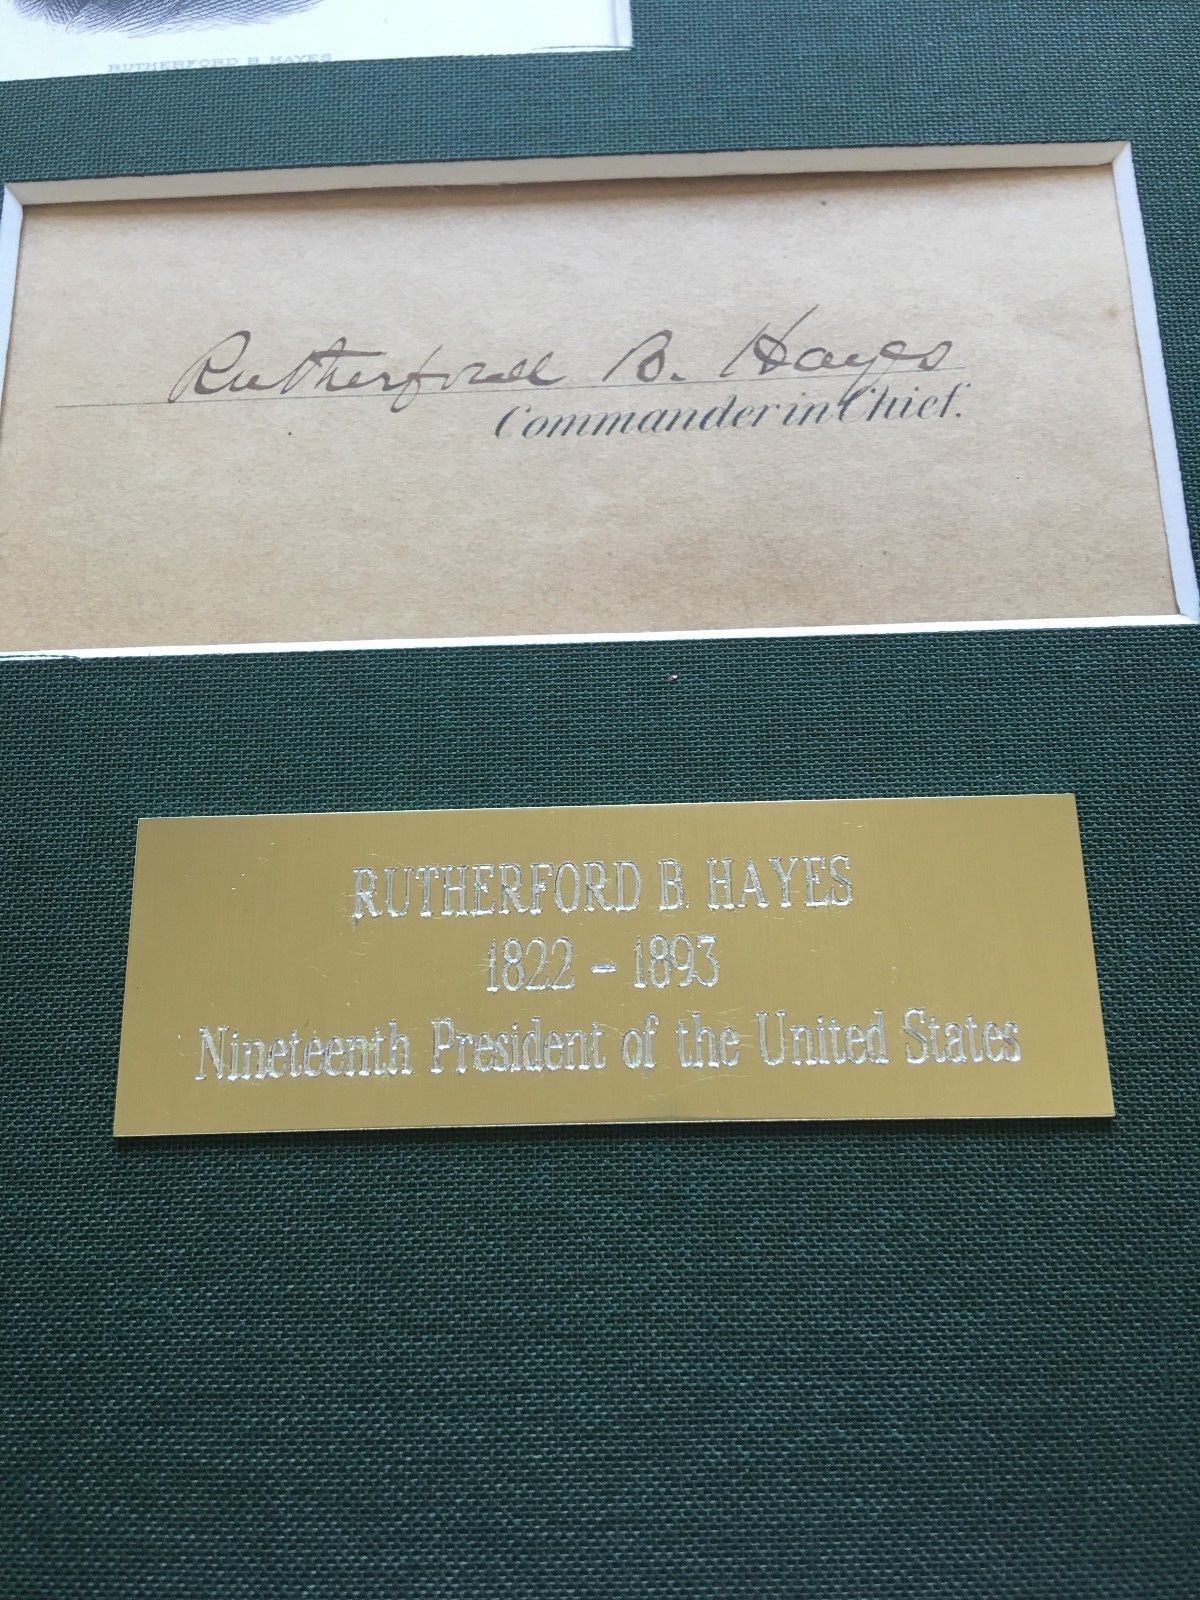 RUTHERFORD B HAYES
Rutherford B. Hayes
Commander in Chief.
RUTHERFORD B. HAYES
1822 - 1893
Nineteenth President of the United States